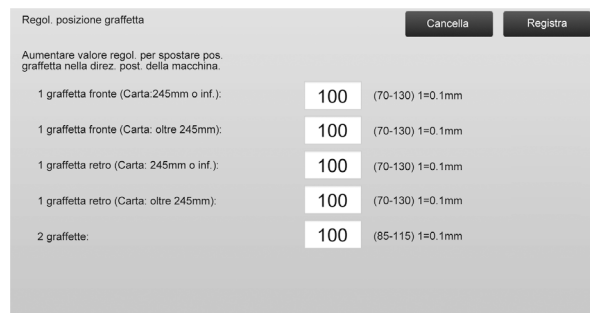 Regol. posizione graffetta
Cancella
Registra
Aumentare valore regol. per spostare pos.
graffetta nella direz. post. della macchina.
1 graffetta fronte (Carta:245mm o inf.): 100 (70-130) 1=0.1mm
1 graffetta fronte (Carta: oltre 245mm): 100 (70-130) 1=0.1mm
1 graffetta retro (Carta: 245mm o inf.): 100 (70-130) 1=0.1mm
1 graffetta retro (Carta: oltre 245mm): 100 (70-130) 1=0.1mm
2 graffette: 100 (85-115) 1=0.1mm